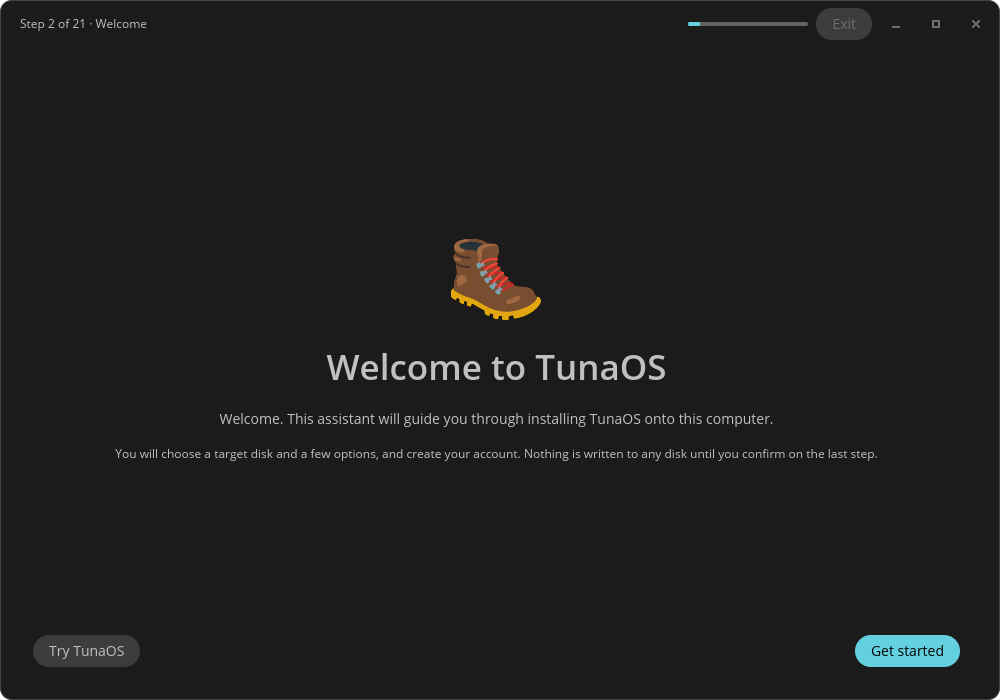 Step 2 of 21 · Welcome
Exit
Welcome to TunaOS
Welcome. This assistant will guide you through installing TunaOS onto this computer.
You will choose a target disk and a few options, and create your account. Nothing is written to any disk until you confirm on the last step.
Try TunaOS
Get started